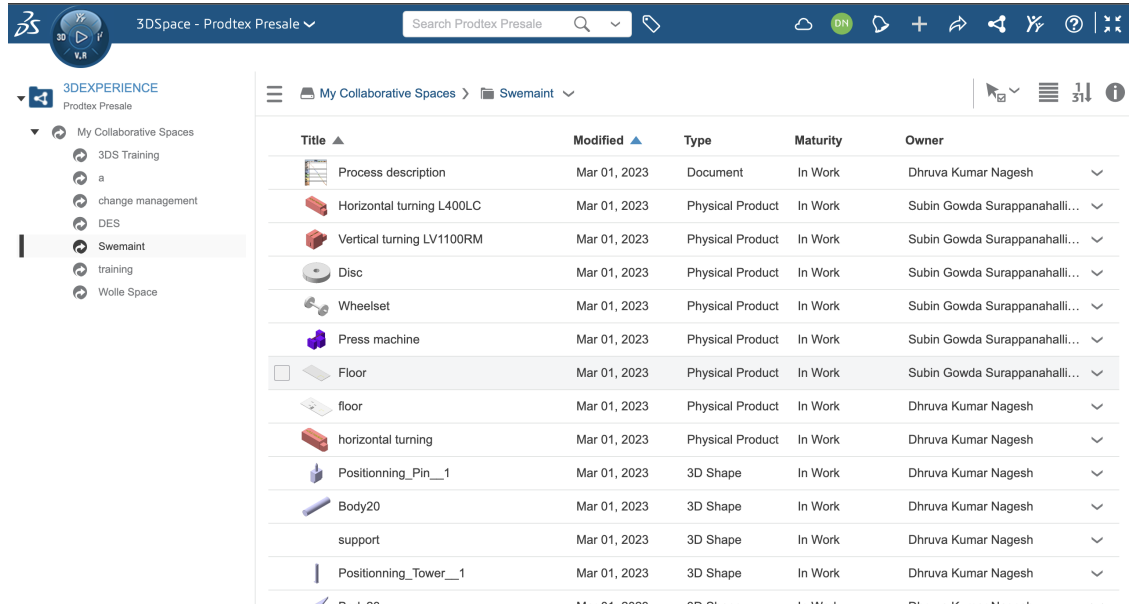 3DSpace - Prodtex Presale
Search Prodtex Presale
DN
3D
V.R
3DEXPERIENCE
Prodtex Presale
My Collaborative Spaces
3DS Training
a
change management
DES
Swemaint
training
Wolle Space
My Collaborative Spaces > Swemaint
Title Modified Type Maturity Owner
Process description Mar 01, 2023 Document In Work Dhruva Kumar Nagesh
Horizontal turning L400LC Mar 01, 2023 Physical Product In Work Subin Gowda Surappanahalli...
Vertical turning LV1100RM Mar 01, 2023 Physical Product In Work Subin Gowda Surappanahalli...
Disc Mar 01, 2023 Physical Product In Work Subin Gowda Surappanahalli...
Wheelset Mar 01, 2023 Physical Product In Work Subin Gowda Surappanahalli...
Press machine Mar 01, 2023 Physical Product In Work Subin Gowda Surappanahalli...
Floor Mar 01, 2023 Physical Product In Work Subin Gowda Surappanahalli...
floor Mar 01, 2023 Physical Product In Work Dhruva Kumar Nagesh
horizontal turning Mar 01, 2023 Physical Product In Work Dhruva Kumar Nagesh
Positionning_Pin__1 Mar 01, 2023 3D Shape In Work Dhruva Kumar Nagesh
Body20 Mar 01, 2023 3D Shape In Work Dhruva Kumar Nagesh
support Mar 01, 2023 3D Shape In Work Dhruva Kumar Nagesh
Positionning_Tower__1 Mar 01, 2023 3D Shape In Work Dhruva Kumar Nagesh